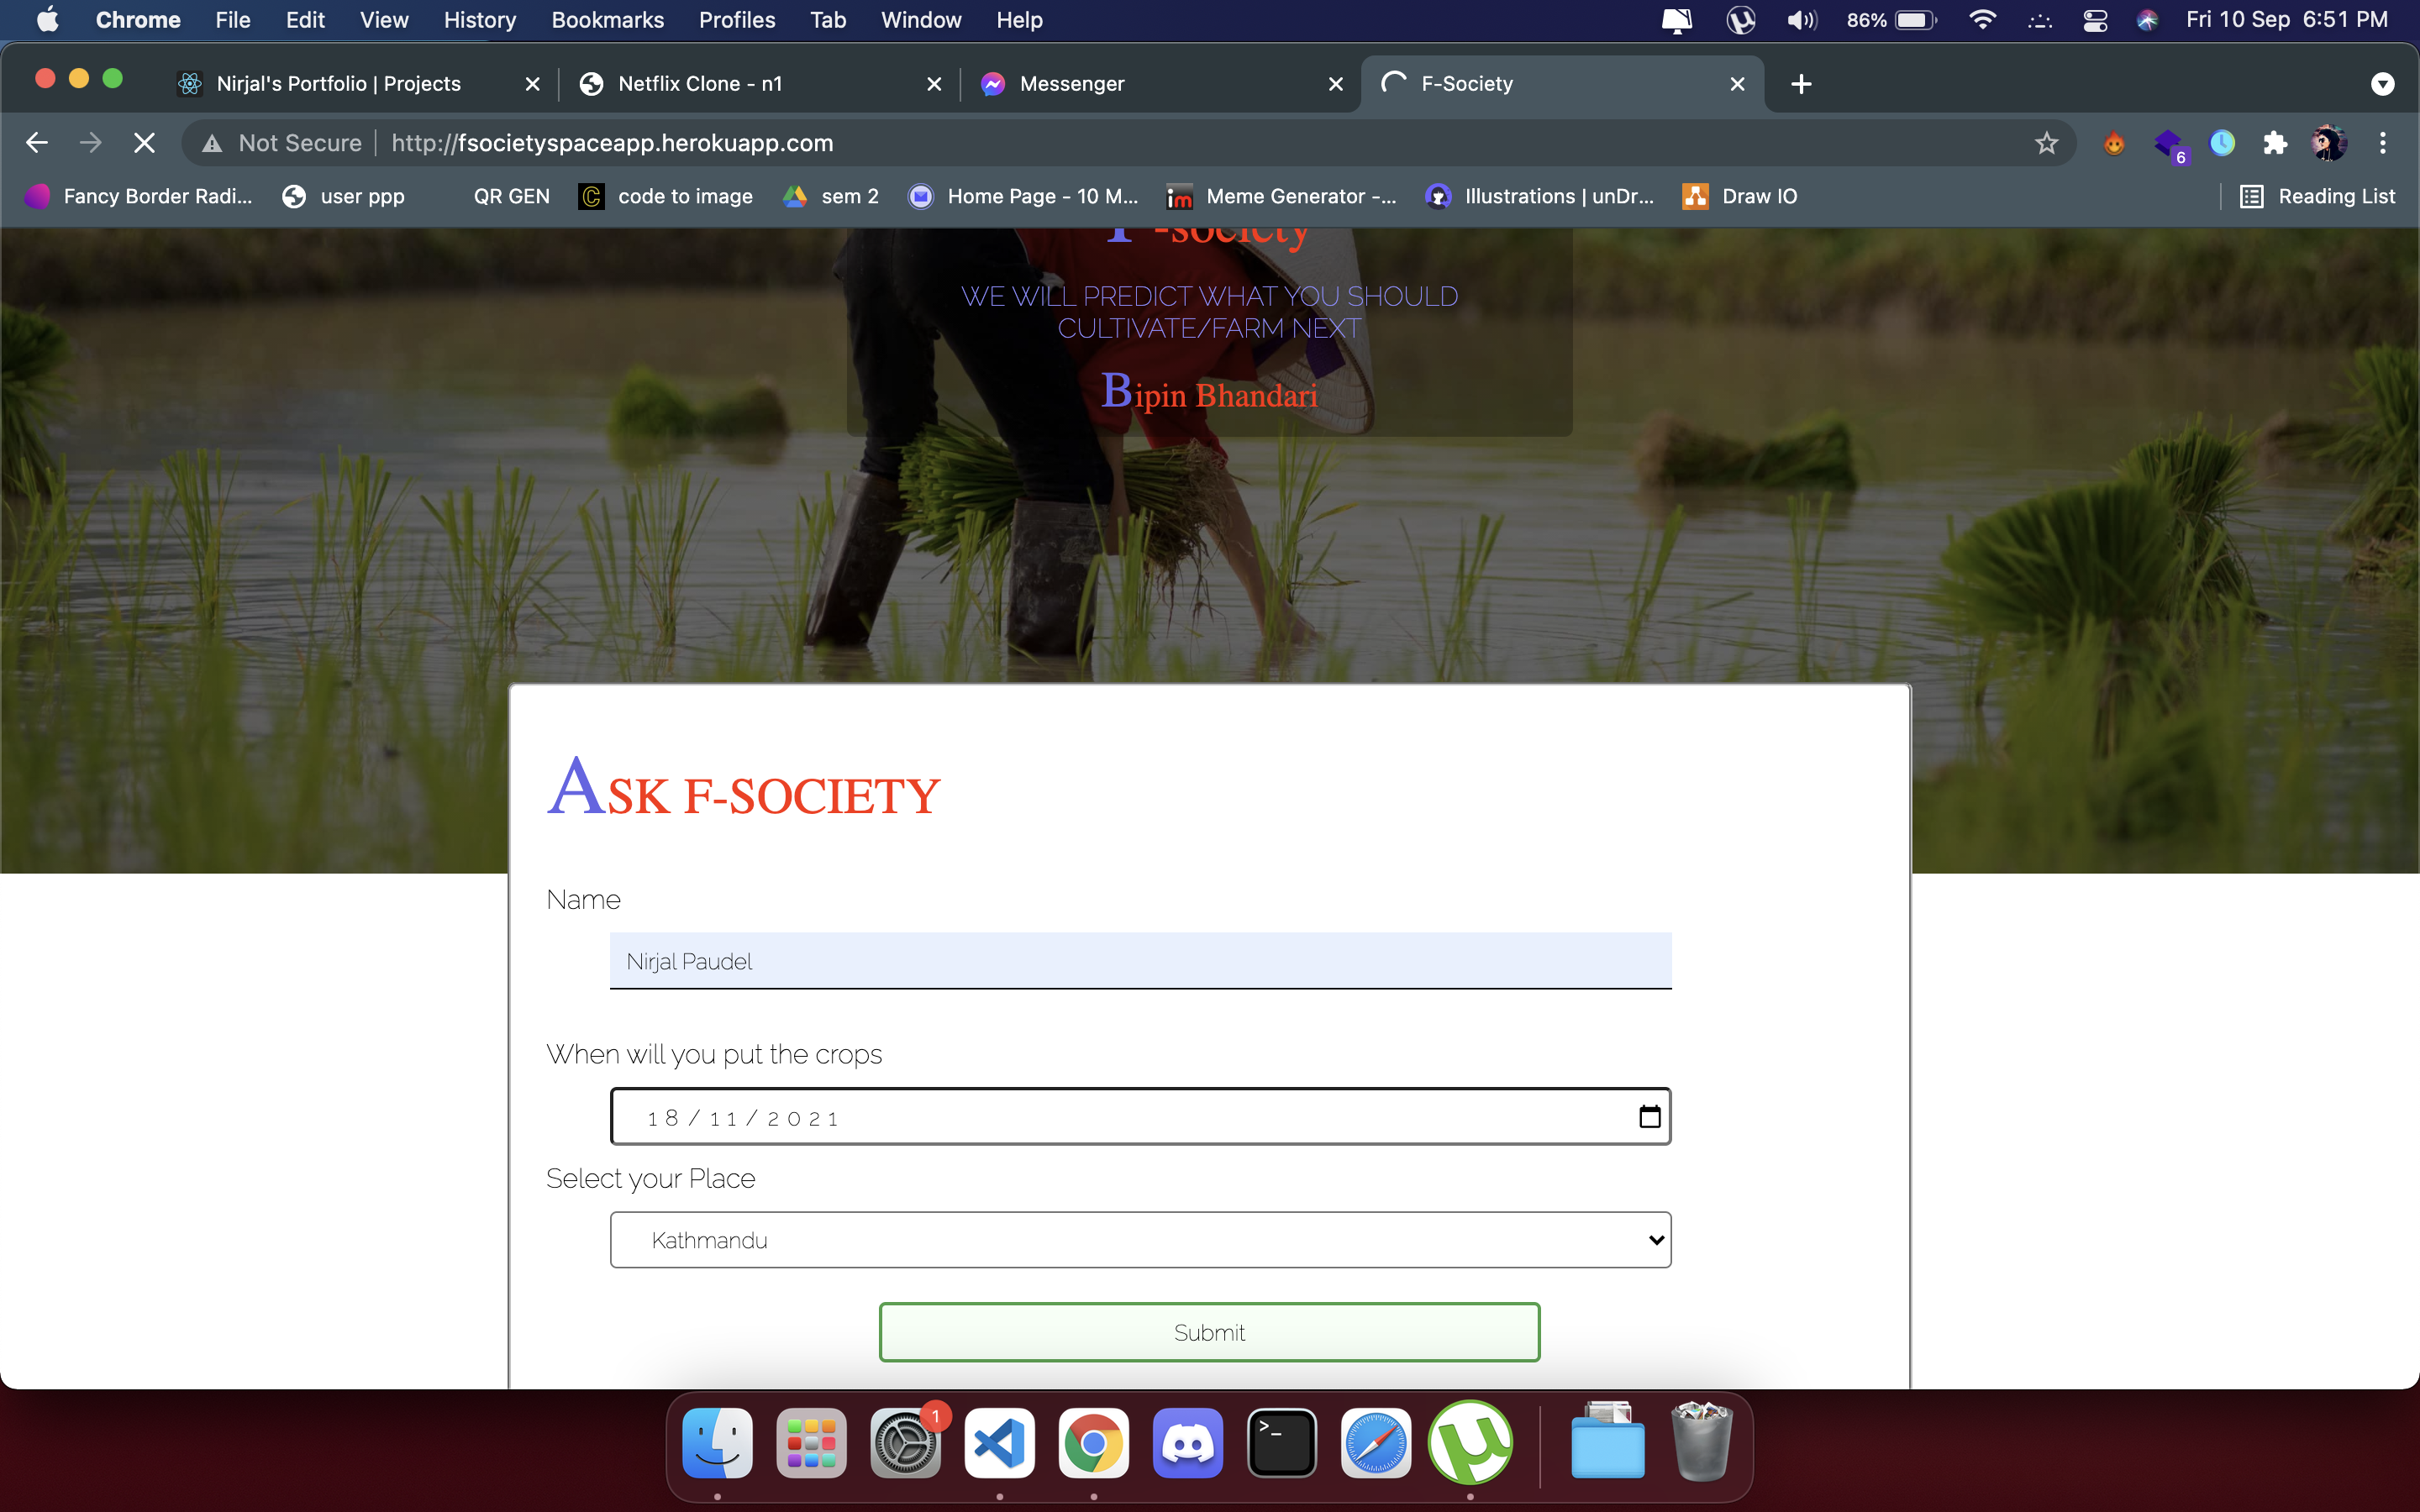 Chrome File Edit View History Bookmarks Profiles Tab Window Help 86% Fri 10 Sep 6:51 PM
Nirjal's Portfolio | Projects Netflix Clone - n1 Messenger F-Society
Not Secure http://fsocietyspaceapp.herokuapp.com 6
Fancy Border Radi... user ppp QR GEN code to image sem 2 Home Page - 10 M... Meme Generator -... Illustrations | unDr... Draw IO Reading List
F -society
WE WILL PREDICT WHAT YOU SHOULD
CULTIVATE/FARM NEXT
Bipin Bhandari
ASK F-SOCIETY
Name
Nirjal Paudel
When will you put the crops
18/11/2021
Select your Place
Kathmandu
Submit
1